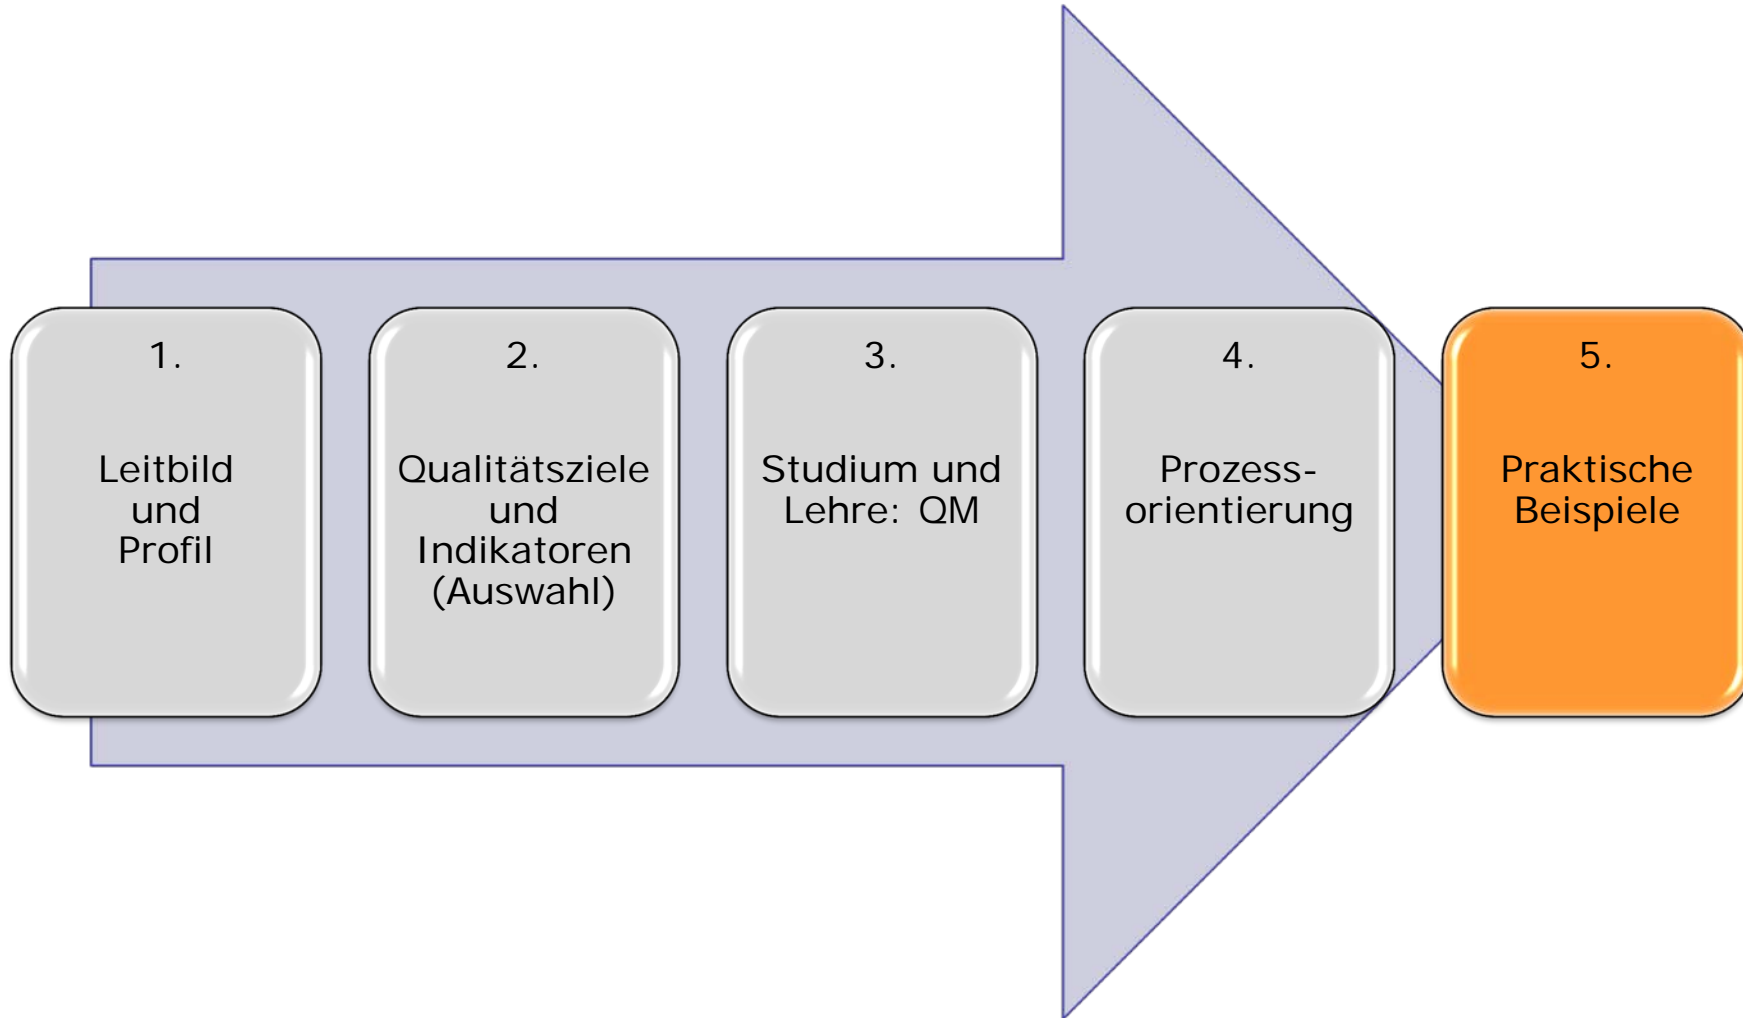 1.
Leitbild
und
Profil
2.
Qualitätsziele
und
Indikatoren
(Auswahl)
3.
Studium und
Lehre: QM
4.
Prozess-
orientierung
5.
Praktische
Beispiele